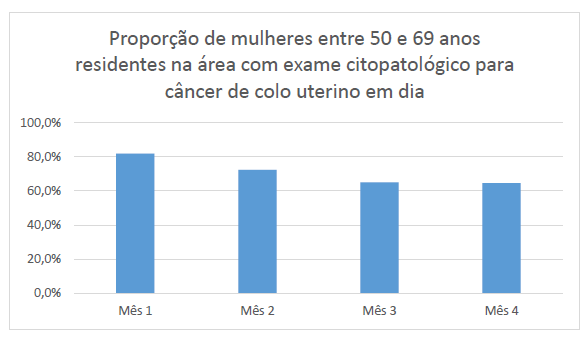 Proporção de mulheres entre 50 e 69 anos
residentes na área com exame citopatológico para
câncer de colo uterino em dia
100,0%
80,0%
60,0%
40,0%
20,0%
0,0%
Mês 1 Mês 2 Mês 3 Mês 4